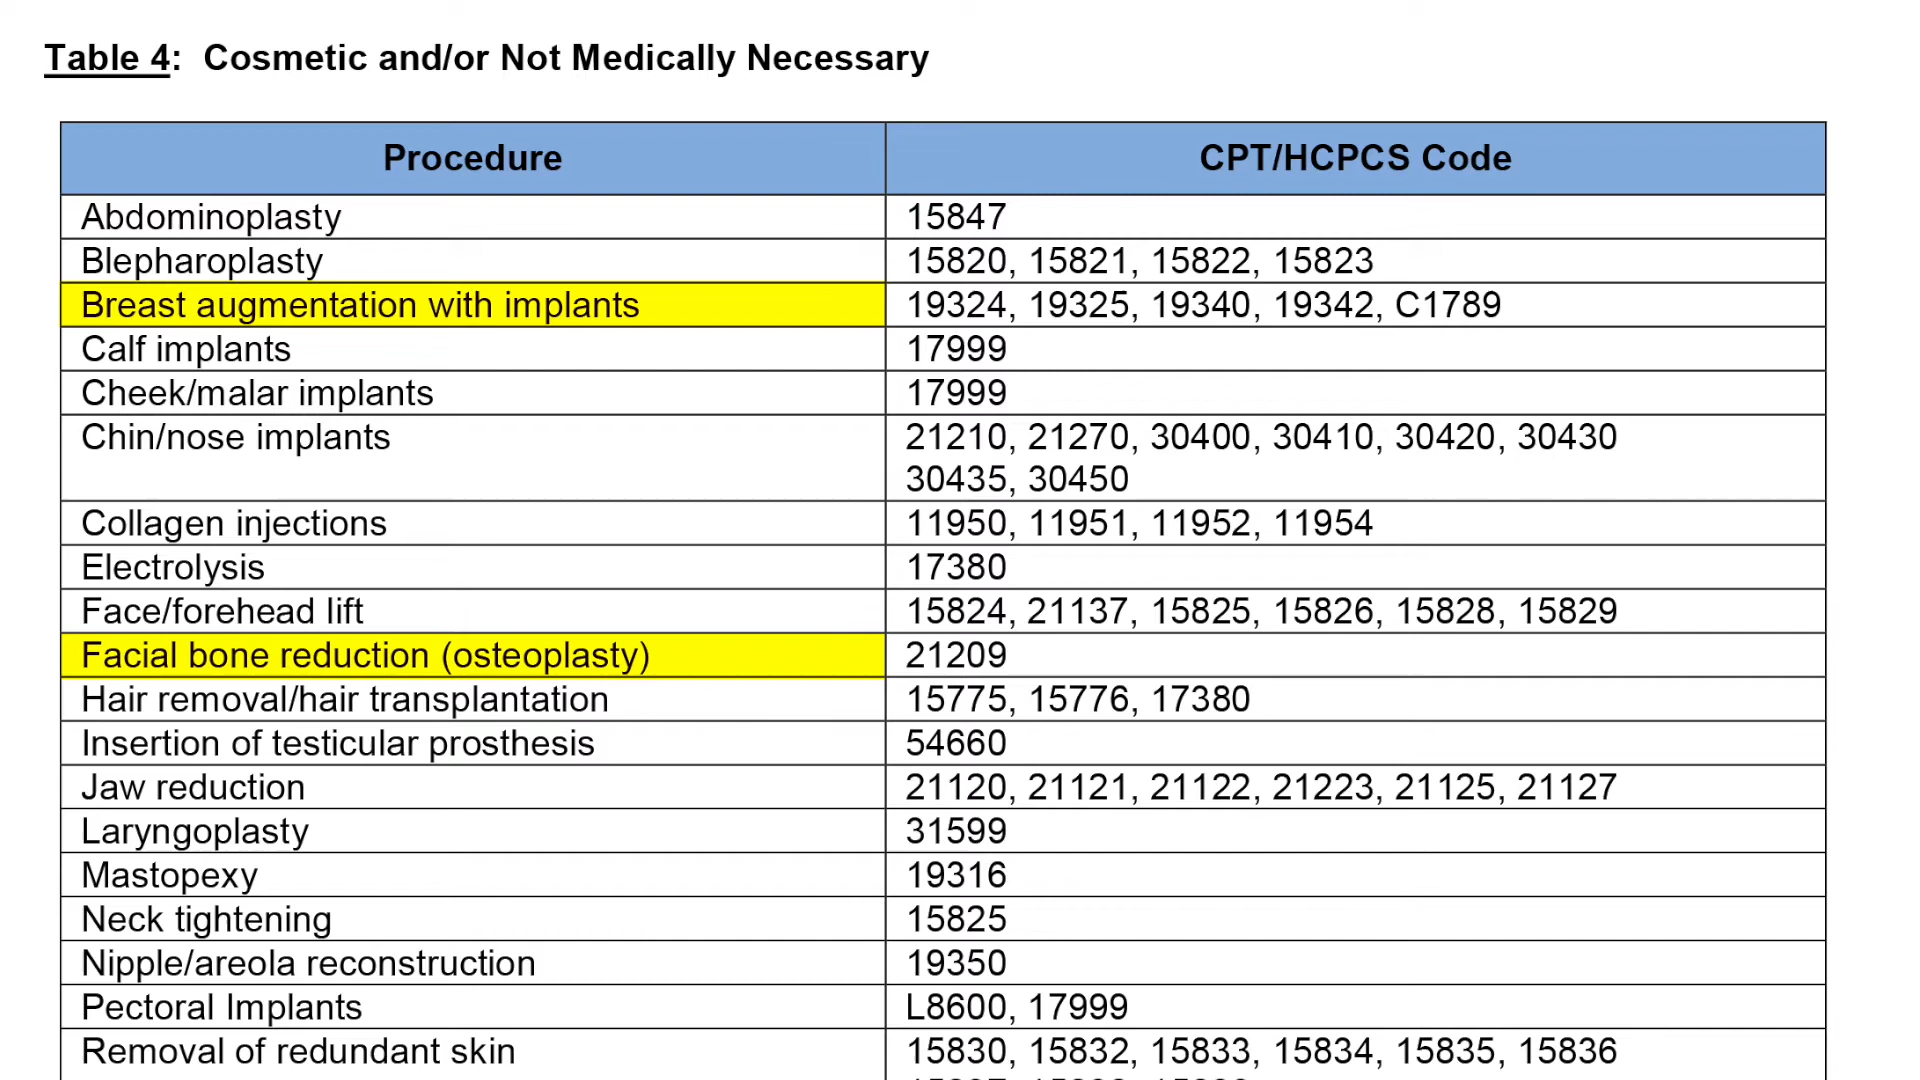 Table 4: Cosmetic and/or Not Medically Necessary
Procedure CPT/HCPCS Code
Abdominoplasty 15847
Blepharoplasty 15820, 15821, 15822, 15823
Breast augmentation with implants 19324, 19325, 19340, 19342, C1789
Calf implants 17999
Cheek/malar implants 17999
Chin/nose implants 21210, 21270, 30400, 30410, 30420, 30430
30435, 30450
Collagen injections 11950, 11951, 11952, 11954
Electrolysis 17380
Face/forehead lift 15824, 21137, 15825, 15826, 15828, 15829
Facial bone reduction (osteoplasty) 21209
Hair removal/hair transplantation 15775, 15776, 17380
Insertion of testicular prosthesis 54660
Jaw reduction 21120, 21121, 21122, 21223, 21125, 21127
Laryngoplasty 31599
Mastopexy 19316
Neck tightening 15825
Nipple/areola reconstruction 19350
Pectoral Implants L8600, 17999
Removal of redundant skin 15830, 15832, 15833, 15834, 15835, 15836